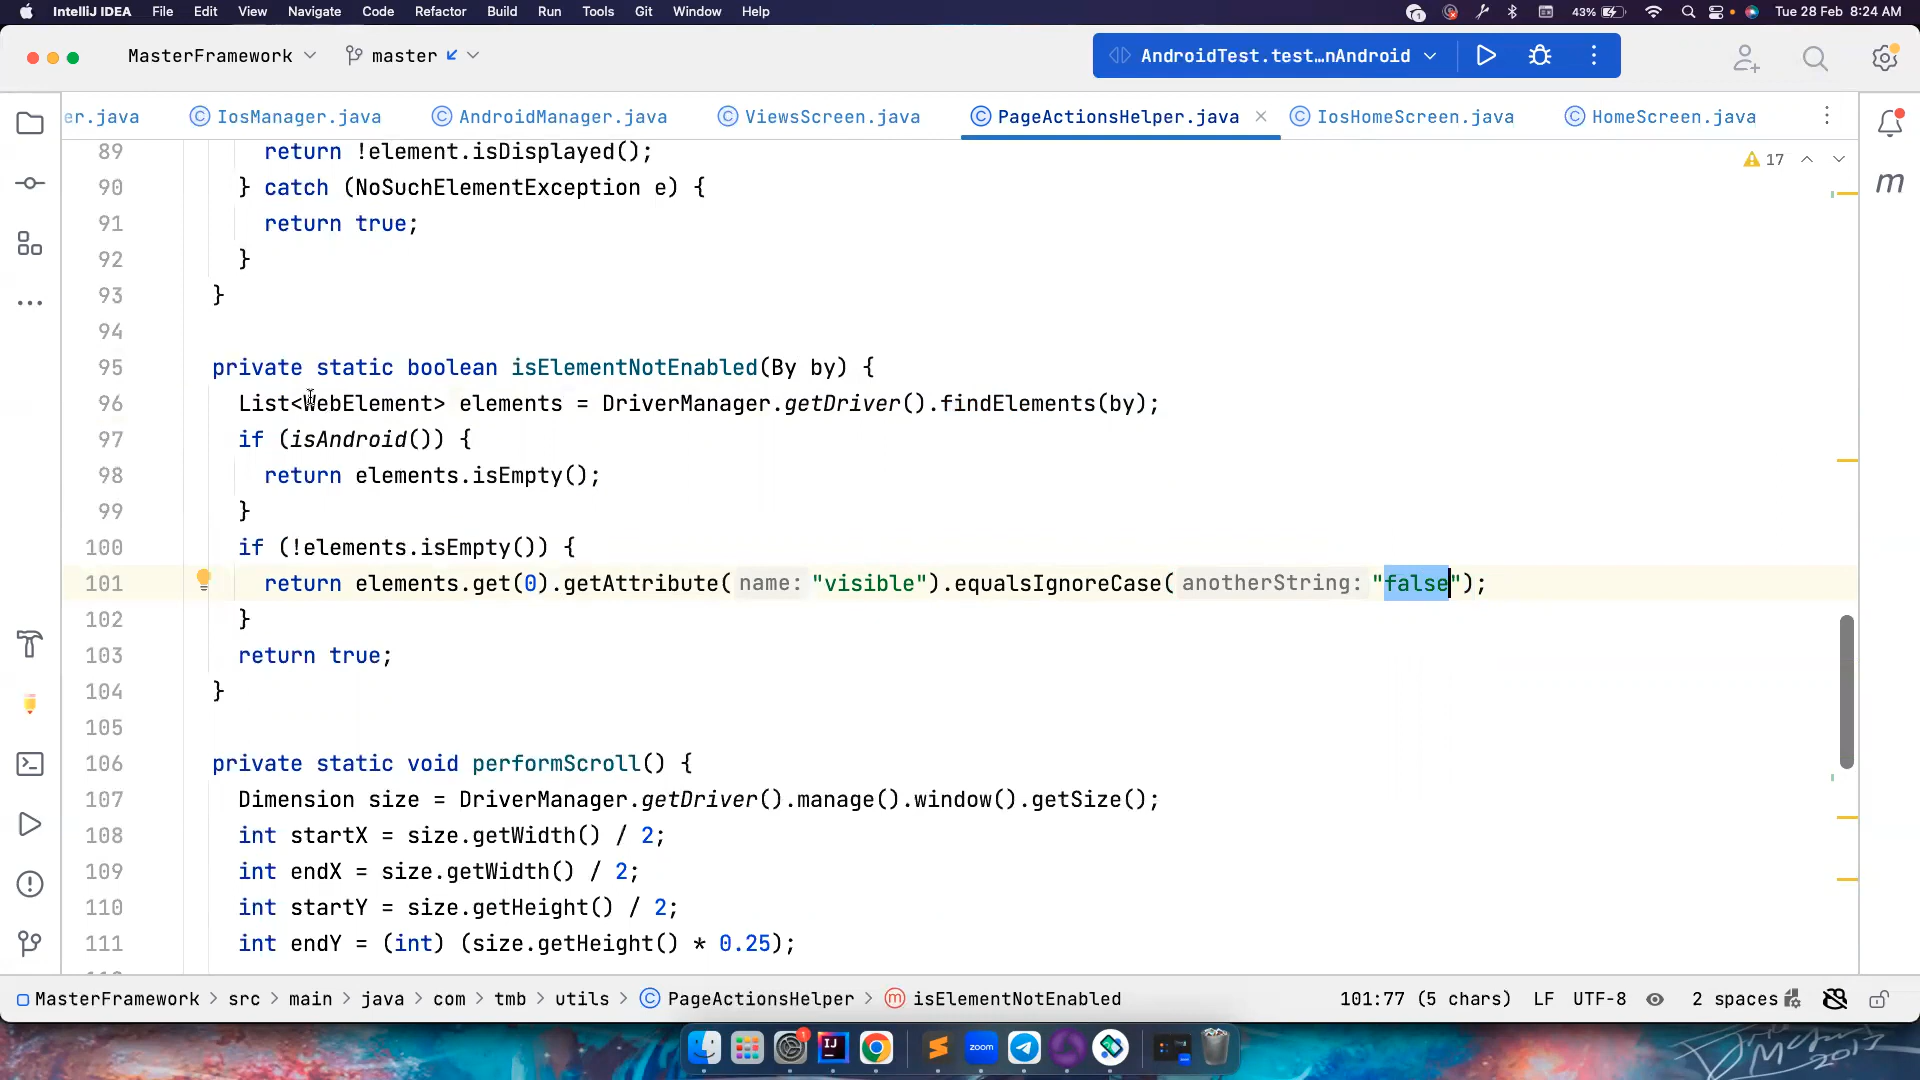 IntelliJ IDEA File Edit View Navigate Code Refactor Build Run Tools Git Window Help 1 43% Tue 28 Feb 8:24 AM
MasterFramework master AndroidTest.test…nAndroid
er.java IosManager.java AndroidManager.java ViewsScreen.java PageActionsHelper.java IosHomeScreen.java HomeScreen.java
89 return !element.isDisplayed(); 17
90 } catch (NoSuchElementException e) {
91 return true;
92 }
93 }
94
95 private static boolean isElementNotEnabled(By by) {
96 List<WebElement> elements = DriverManager.getDriver().findElements(by);
97 if (isAndroid()) {
98 return elements.isEmpty();
99 }
100 if (!elements.isEmpty()) {
101 return elements.get(0).getAttribute( name: "visible").equalsIgnoreCase( anotherString: "false");
102 }
103 return true;
104 }
105
106 private static void performScroll() {
107 Dimension size = DriverManager.getDriver().manage().window().getSize();
108 int startX = size.getWidth() / 2;
109 int endX = size.getWidth() / 2;
110 int startY = size.getHeight() / 2;
111 int endY = (int) (size.getHeight() * 0.25);
MasterFramework > src > main > java > com > tmb > utils > PageActionsHelper > isElementNotEnabled 101:77 (5 chars) LF UTF-8 2 spaces
1 IJ zoom
2017